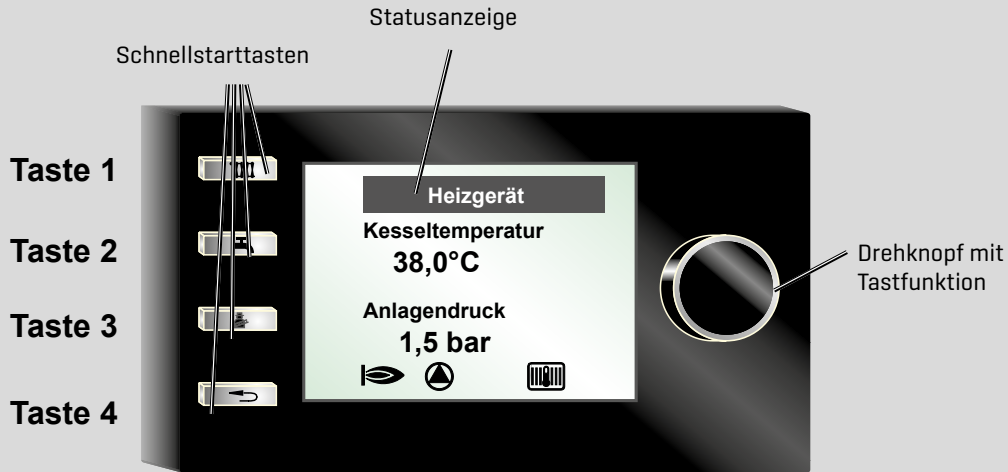 Statusanzeige
Schnellstarttasten
Taste 1
Taste 2
Taste 3
Taste 4
Heizgerät
Kesseltemperatur
38,0°C
Anlagendruck
1,5 bar
Drehknopf mit
Tastfunktion